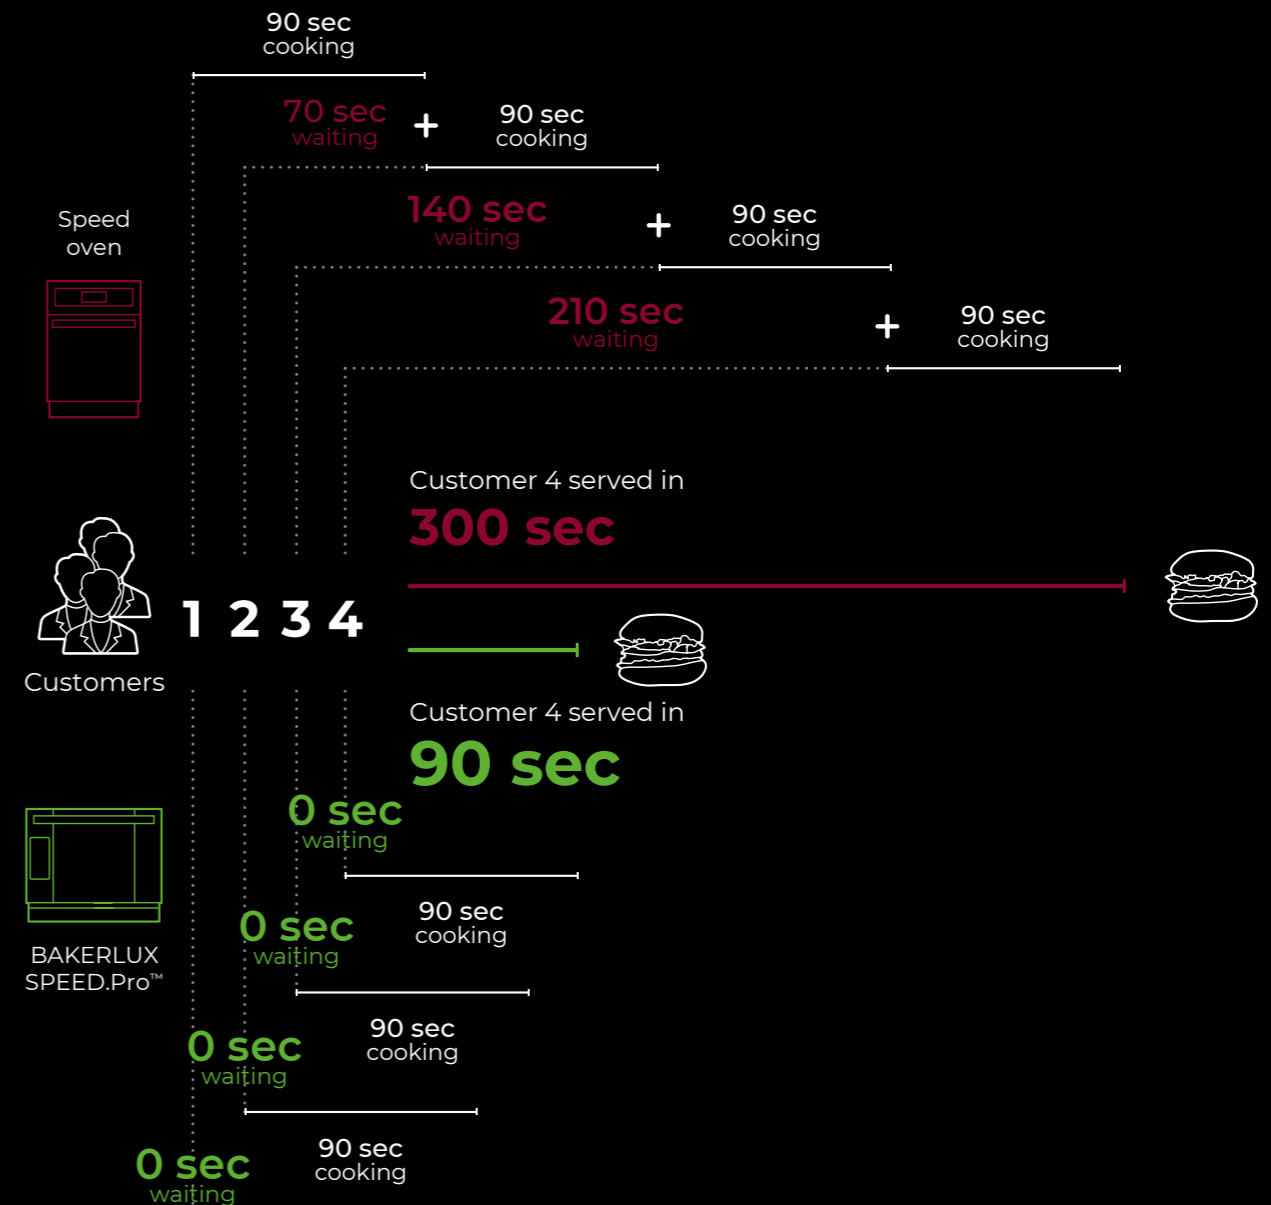 90 sec
cooking
70 sec
waiting
+
90 sec
cooking
140 sec
waiting
+
90 sec
cooking
210 sec
waiting
+
90 sec
cooking
Speed
oven
Customer 4 served in
300 sec
1 2 3 4
Customers
Customer 4 served in
90 sec
0 sec
waiting
90 sec
cooking
BAKERLUX
SPEED.Pro™
0 sec
waiting
90 sec
cooking
0 sec
waiting
90 sec
cooking
0 sec
waiting